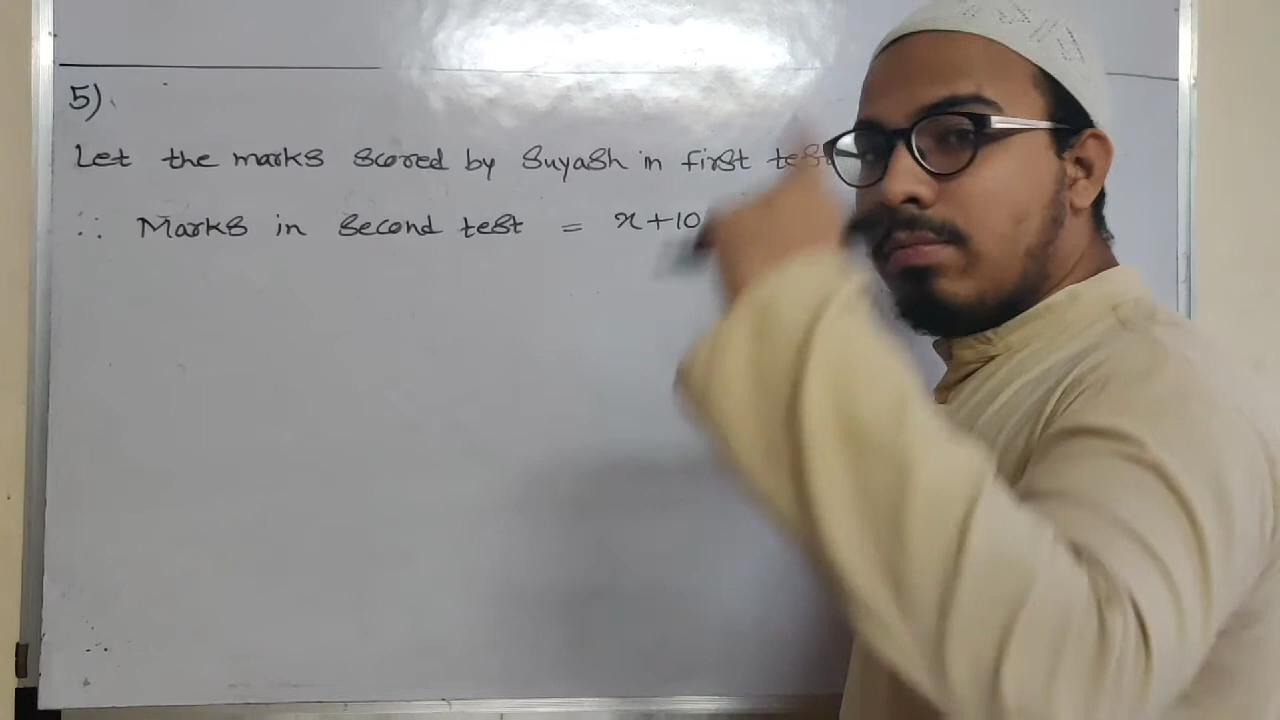 5)
Let the marks scored by Suyash in first test
∴ Marks in second test = x+10